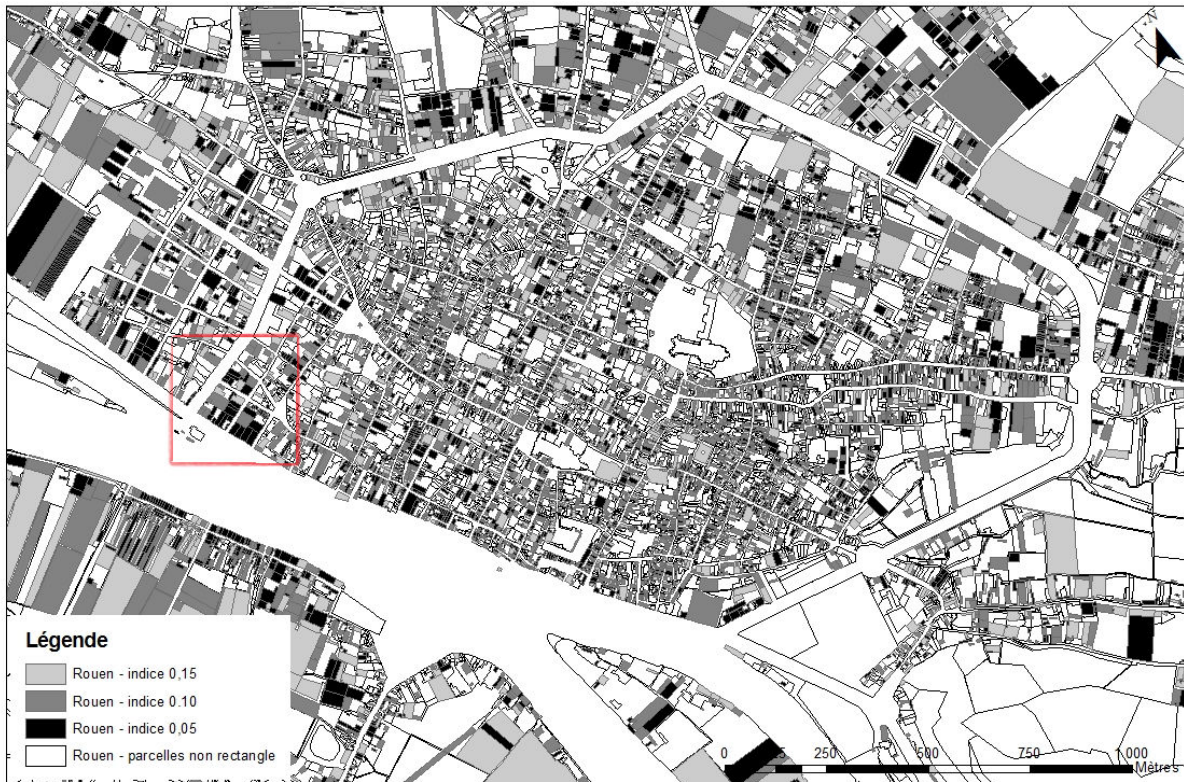 Légende
Rouen - indice 0,15
Rouen - indice 0.10
Rouen - indice 0,05
Rouen - parcelles non rectangle
0 250 500 750 1 000
Mètres